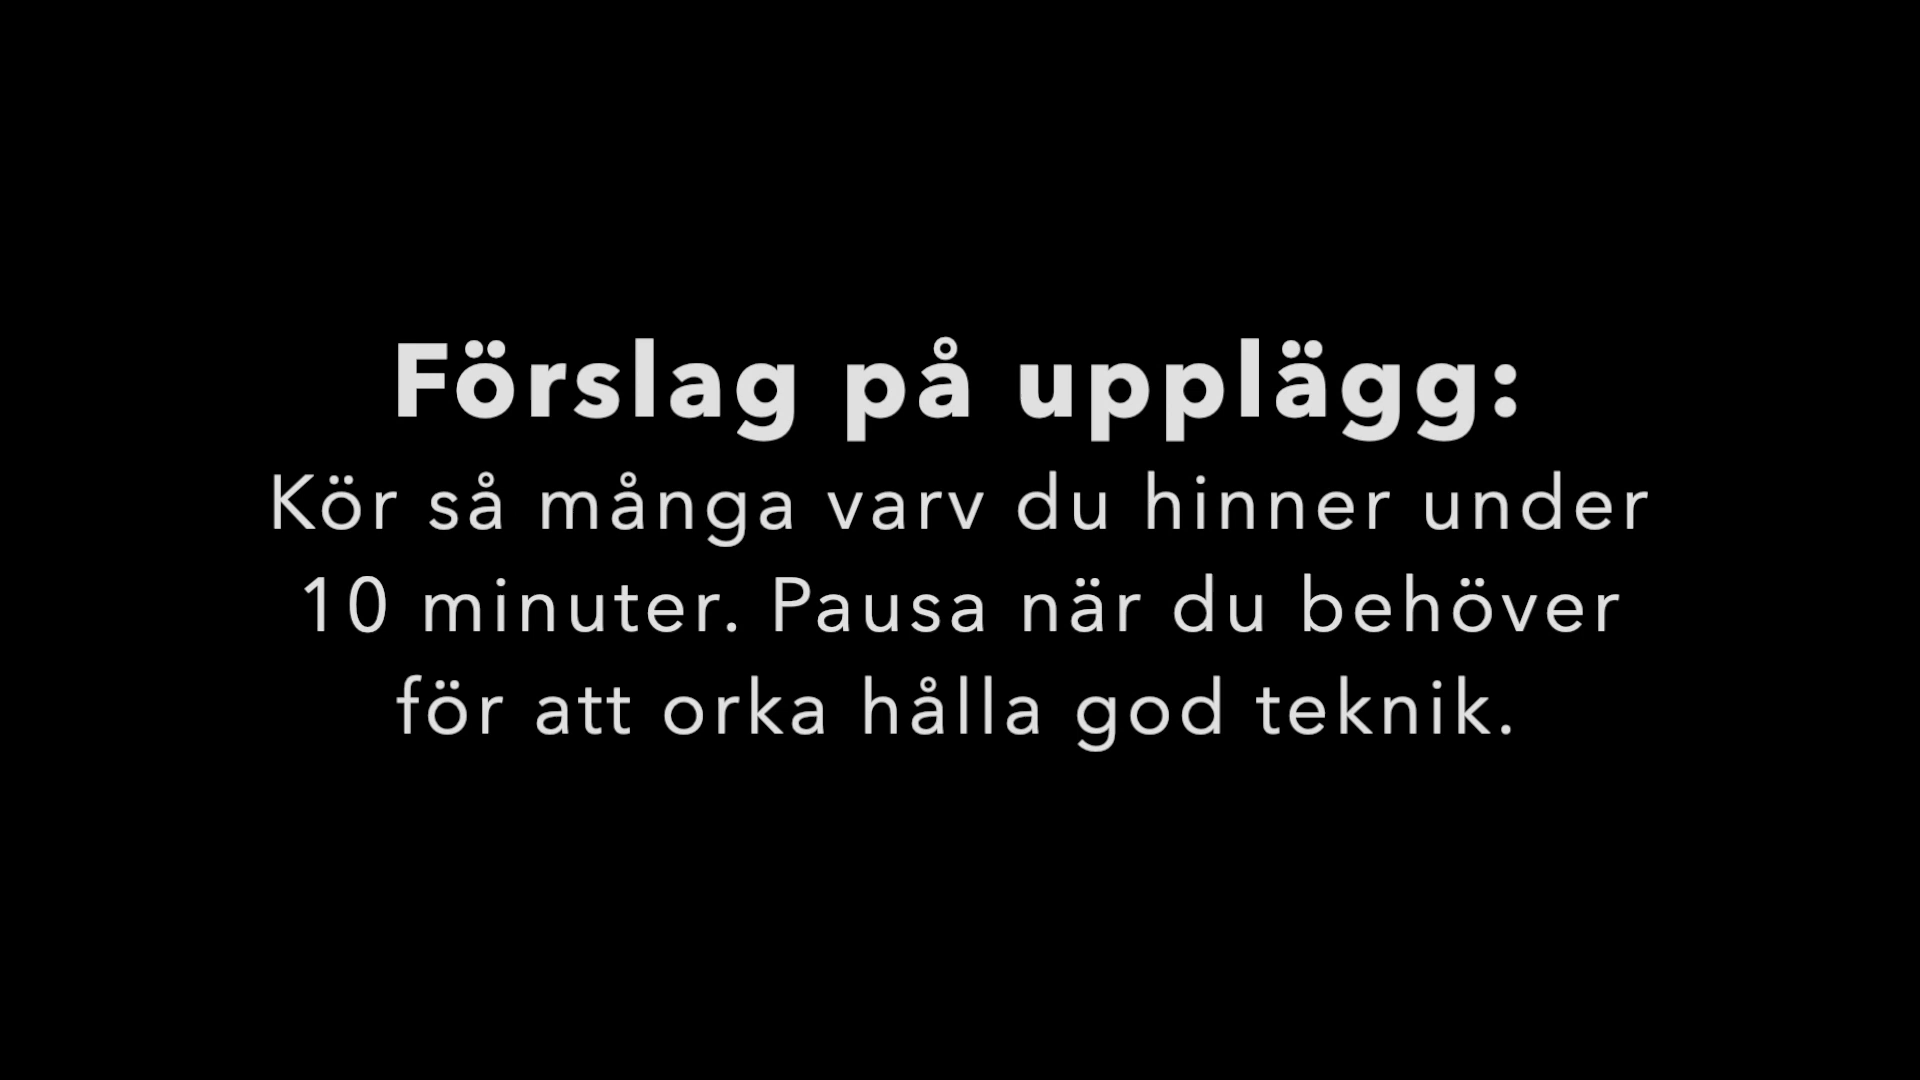 Förslag på upplägg:
Kör så många varv du hinner under
10 minuter. Pausa när du behöver
för att orka hålla god teknik.